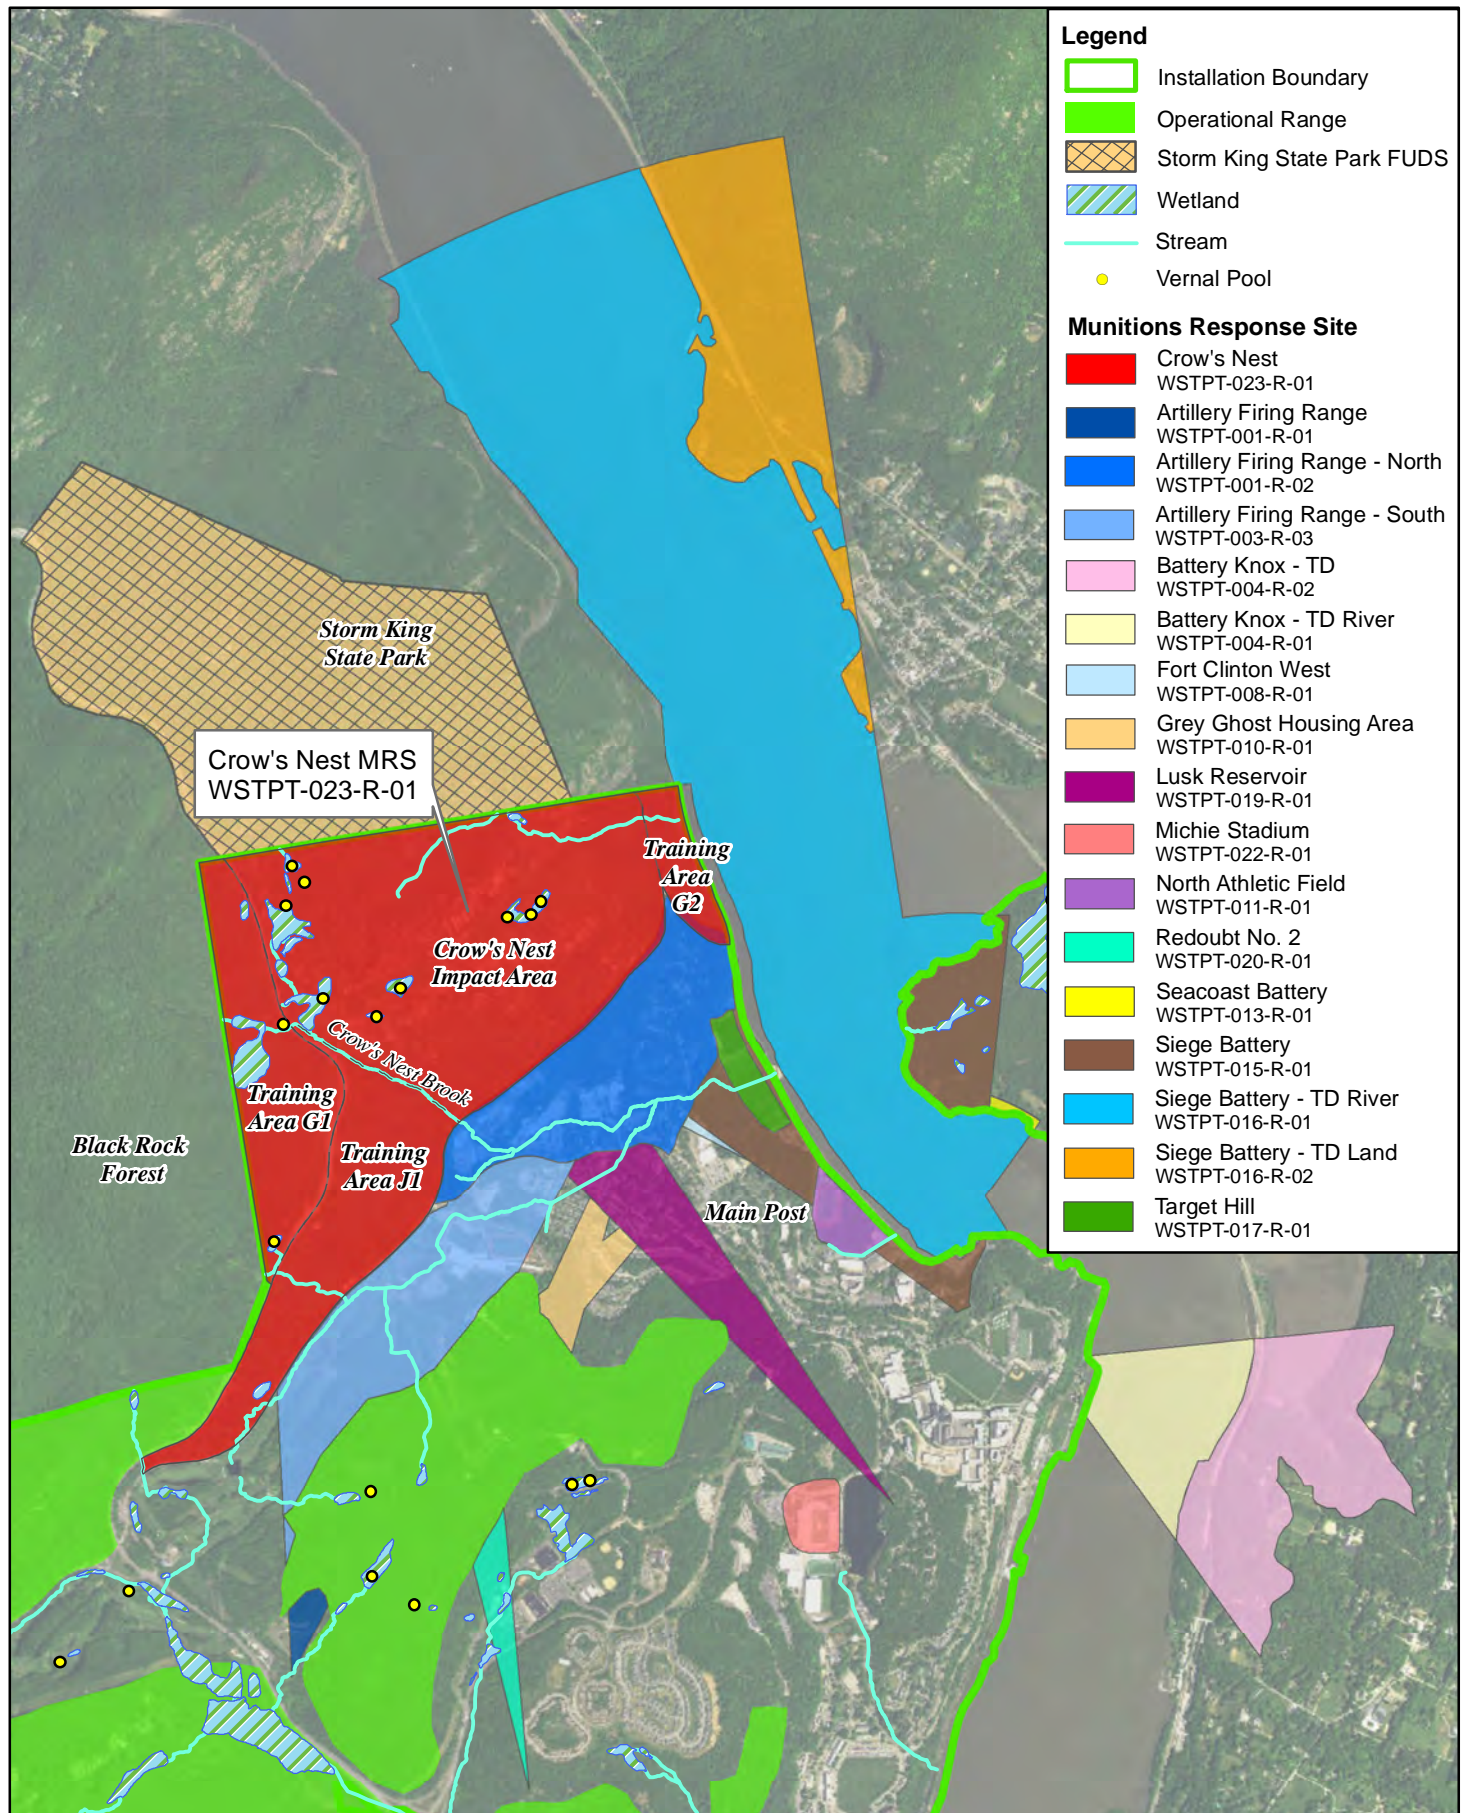 Legend
Installation Boundary
Operational Range
Storm King State Park FUDS
Wetland
Stream
Vernal Pool
Munitions Response Site
Crow's Nest
WSTPT-023-R-01
Artillery Firing Range
WSTPT-001-R-01
Artillery Firing Range - North
WSTPT-001-R-02
Artillery Firing Range - South
WSTPT-003-R-03
Battery Knox - TD
WSTPT-004-R-02
Battery Knox - TD River
WSTPT-004-R-01
Fort Clinton West
WSTPT-008-R-01
Grey Ghost Housing Area
WSTPT-010-R-01
Lusk Reservoir
WSTPT-019-R-01
Michie Stadium
WSTPT-022-R-01
North Athletic Field
WSTPT-011-R-01
Redoubt No. 2
WSTPT-020-R-01
Seacoast Battery
WSTPT-013-R-01
Siege Battery
WSTPT-015-R-01
Siege Battery - TD River
WSTPT-016-R-01
Siege Battery - TD Land
WSTPT-016-R-02
Target Hill
WSTPT-017-R-01
Storm King
State Park
Crow's Nest MRS
WSTPT-023-R-01
Training
Area
G2
Crow's Nest
Impact Area
Crow's Nest Brook
Training
Area G1
Black Rock
Forest
Training
Area J1
Main Post